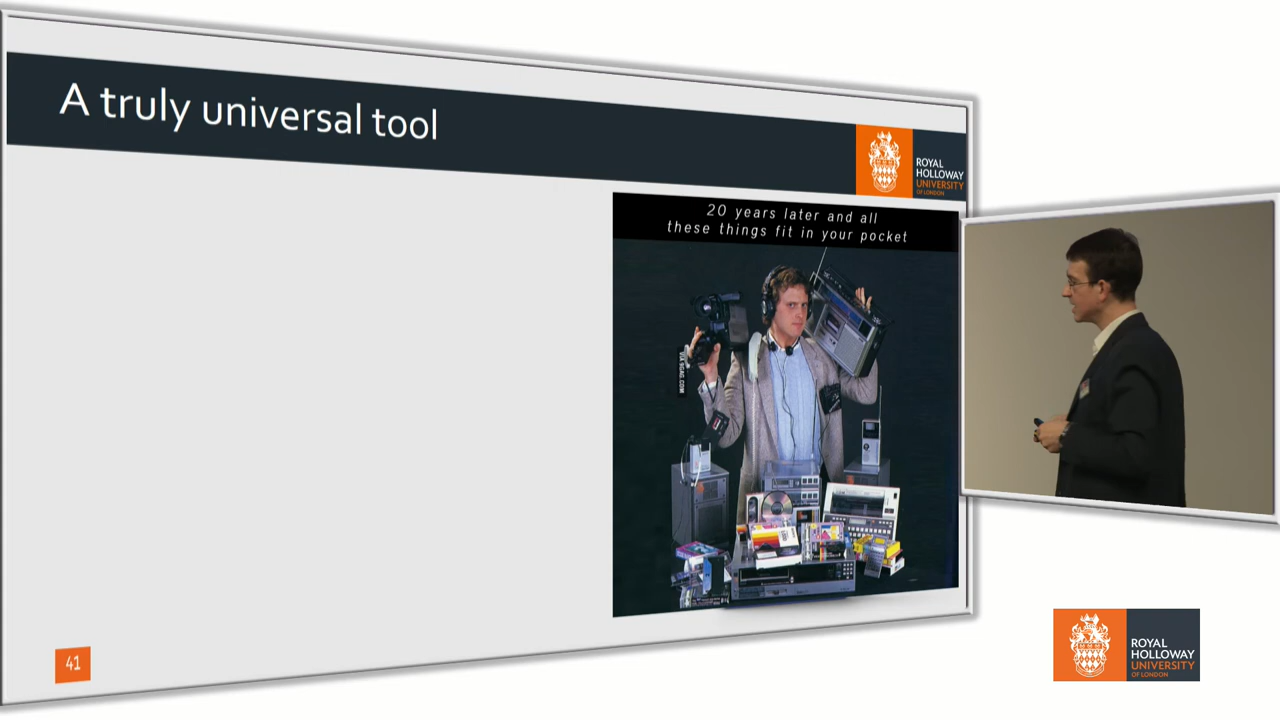 A truly universal tool
ROYAL
HOLLOWAY
UNIVERSITY
OF LONDON
20 years later and all
these things fit in your pocket
VIA 9GAG.COM
41
ROYAL
HOLLOWAY
UNIVERSITY
OF LONDON